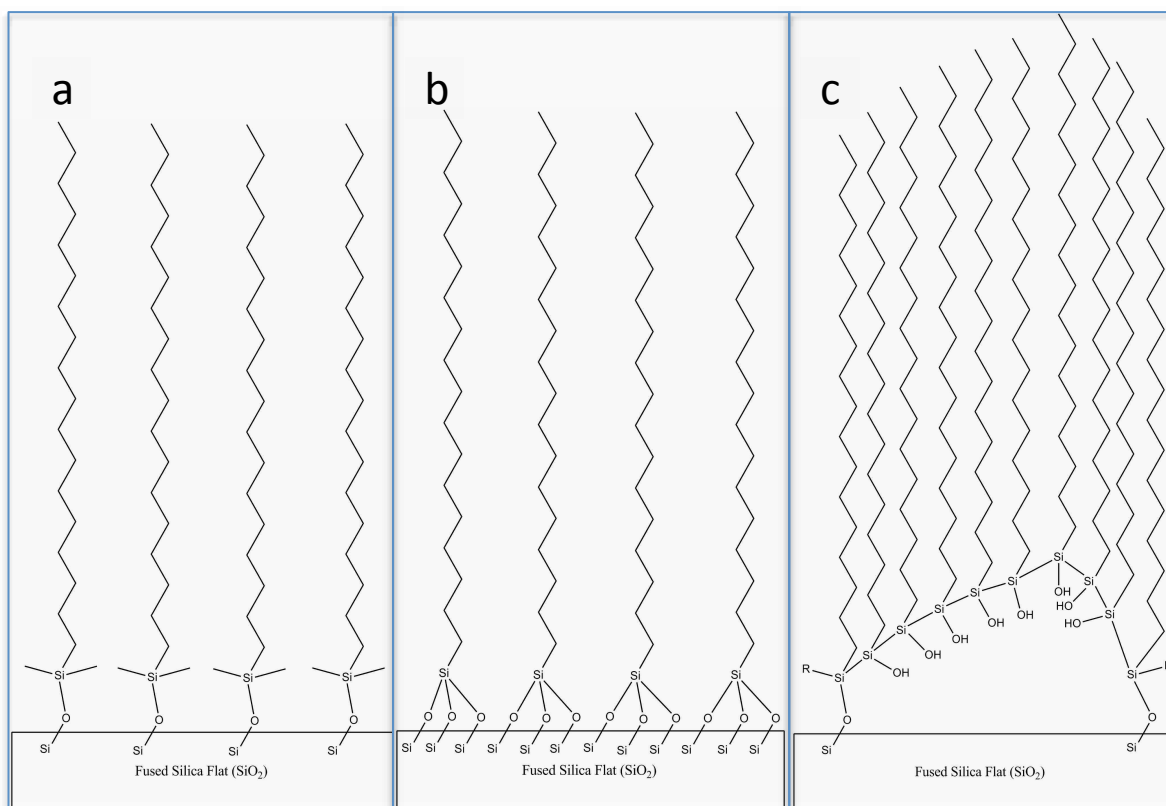 a
Si Si Si Si
O O O O
Si Si Si Si
Fused Silica Flat (SiO₂)
b
Si Si Si Si
O O O O O O O O O O O O
Si Si Si Si Si Si Si Si Si Si Si Si
Fused Silica Flat (SiO₂)
c
Si
Si Si
Si OH
Si HO
OH Si
OH HO
Si OH
Si OH
R Si OH Si
O O
Si Si
Fused Silica Flat (SiO₂)